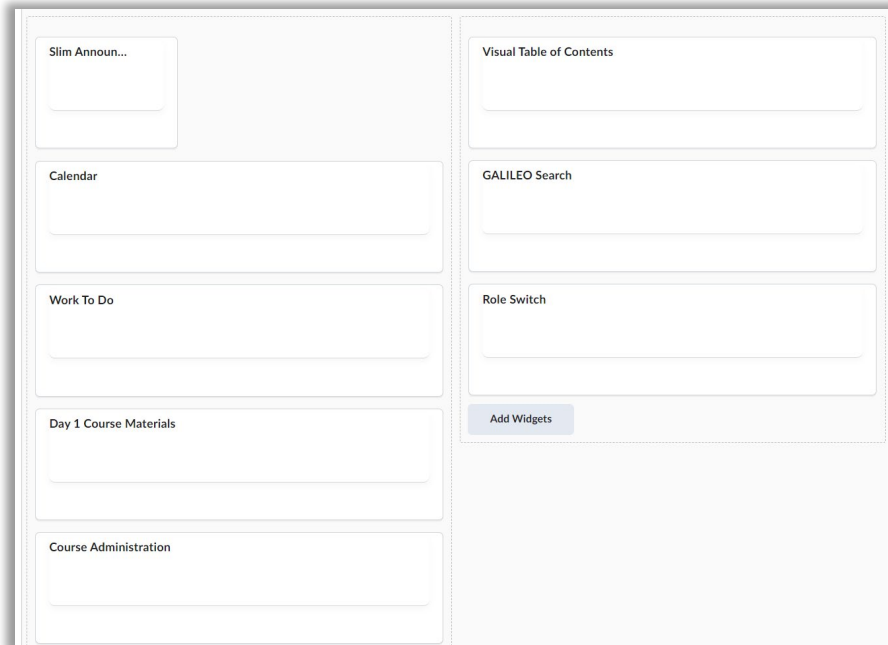 Slim Announ...
Calendar
Work To Do
Day 1 Course Materials
Course Administration
Visual Table of Contents
GALILEO Search
Role Switch
Add Widgets